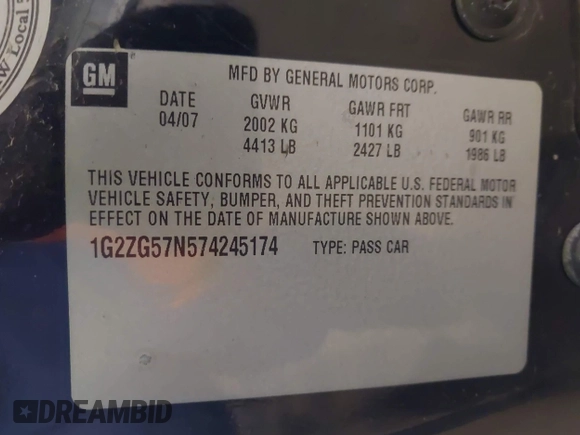 W Local
GM
MFD BY GENERAL MOTORS CORP.
DATE GVWR GAWR FRT GAWR RR
04/07 2002 KG 1101 KG 901 KG
4413 LB 2427 LB 1986 LB
THIS VEHICLE CONFORMS TO ALL APPLICABLE U.S. FEDERAL MOTOR
VEHICLE SAFETY, BUMPER, AND THEFT PREVENTION STANDARDS IN
EFFECT ON THE DATE OF MANUFACTURE SHOWN ABOVE.
1G2ZG57N574245174 TYPE: PASS CAR
DREAMBID